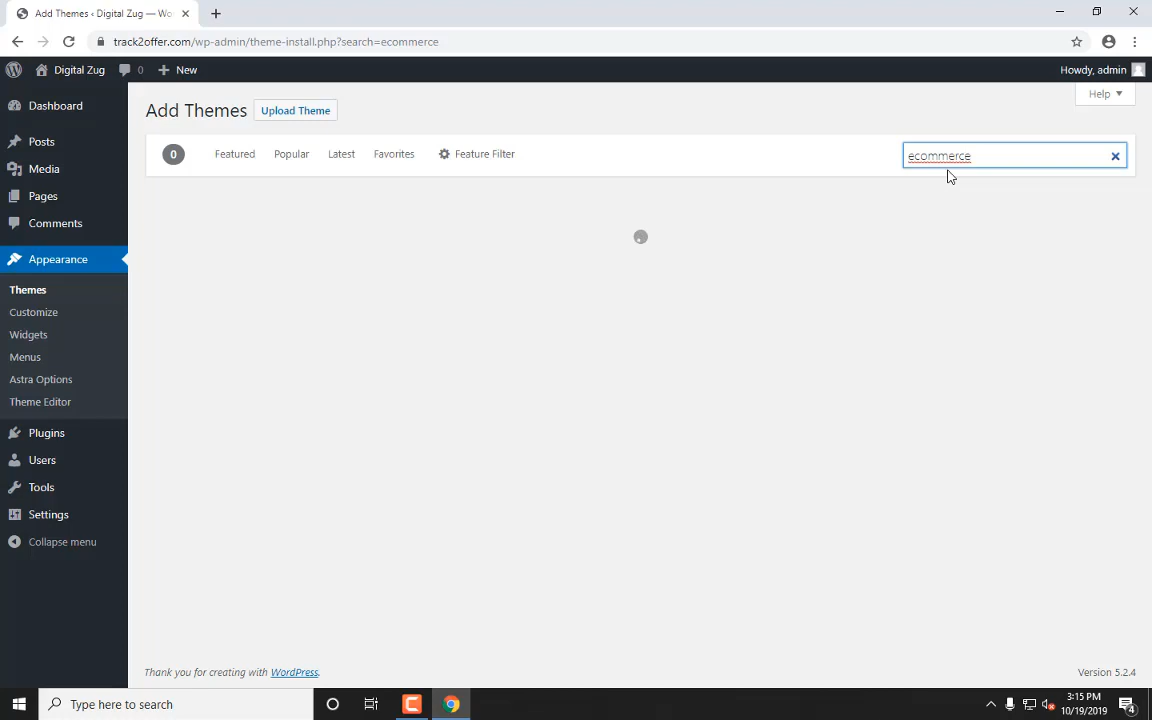 Add Themes ‹ Digital Zug — Wo
track2offer.com/wp-admin/theme-install.php?search=ecommerce
Digital Zug 0 New Howdy, admin
Help
Dashboard
Posts
Media
Pages
Comments
Appearance
Themes
Customize
Widgets
Menus
Astra Options
Theme Editor
Plugins
Users
Tools
Settings
Collapse menu
Add Themes Upload Theme
0 Featured Popular Latest Favorites Feature Filter ecommerce
Thank you for creating with WordPress. Version 5.2.4
Type here to search
3:15 PM
10/19/2019
4